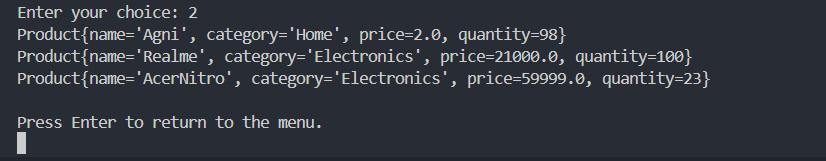 Enter your choice: 2
Product{name='Agni', category='Home', price=2.0, quantity=98}
Product{name='Realme', category='Electronics', price=21000.0, quantity=100}
Product{name='AcerNitro', category='Electronics', price=59999.0, quantity=23}
Press Enter to return to the menu.